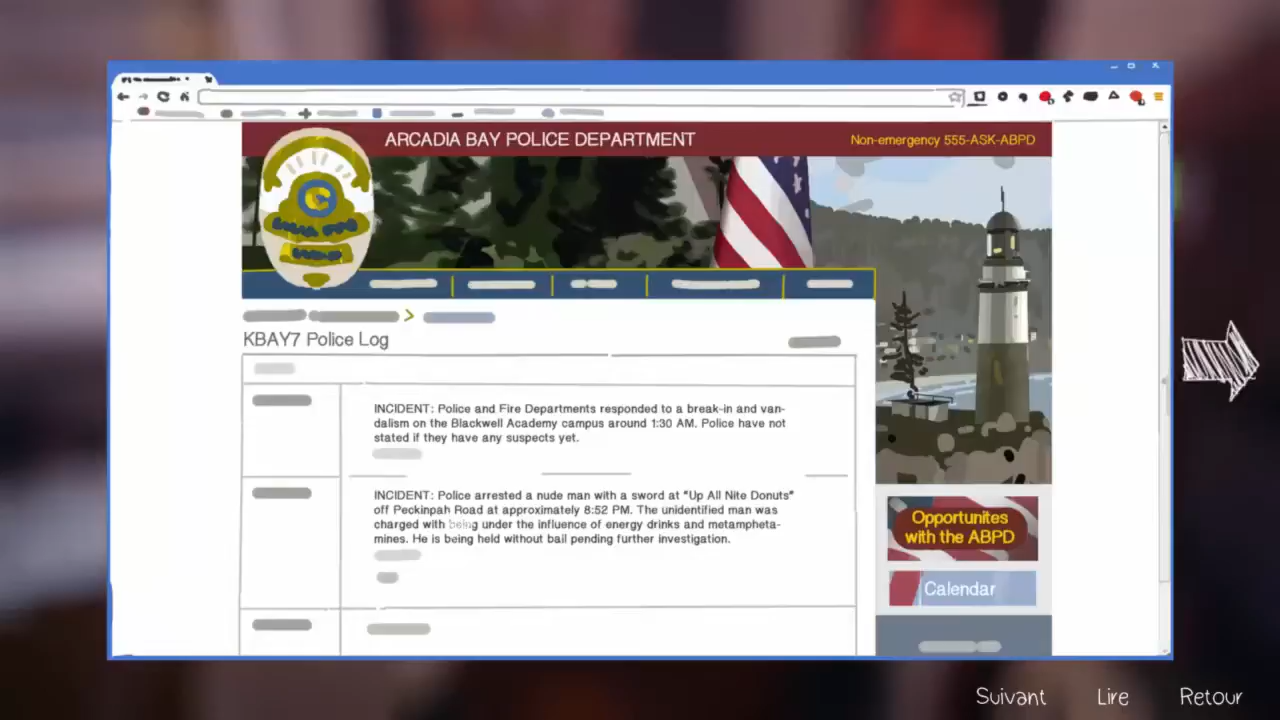 ARCADIA BAY POLICE DEPARTMENT
Non-emergency 555-ASK-ABPD
KBAY7 Police Log
INCIDENT: Police and Fire Departments responded to a break-in and van-
dalism on the Blackwell Academy campus around 1:30 AM. Police have not
stated if they have any suspects yet.
INCIDENT: Police arrested a nude man with a sword at "Up All Nite Donuts"
off Peckinpah Road at approximately 8:52 PM. The unidentified man was
charged with being under the influence of energy drinks and metampheta-
mines. He is being held without bail pending further investigation.
Opportunites
with the ABPD
Calendar
Suivant
Lire
Retour